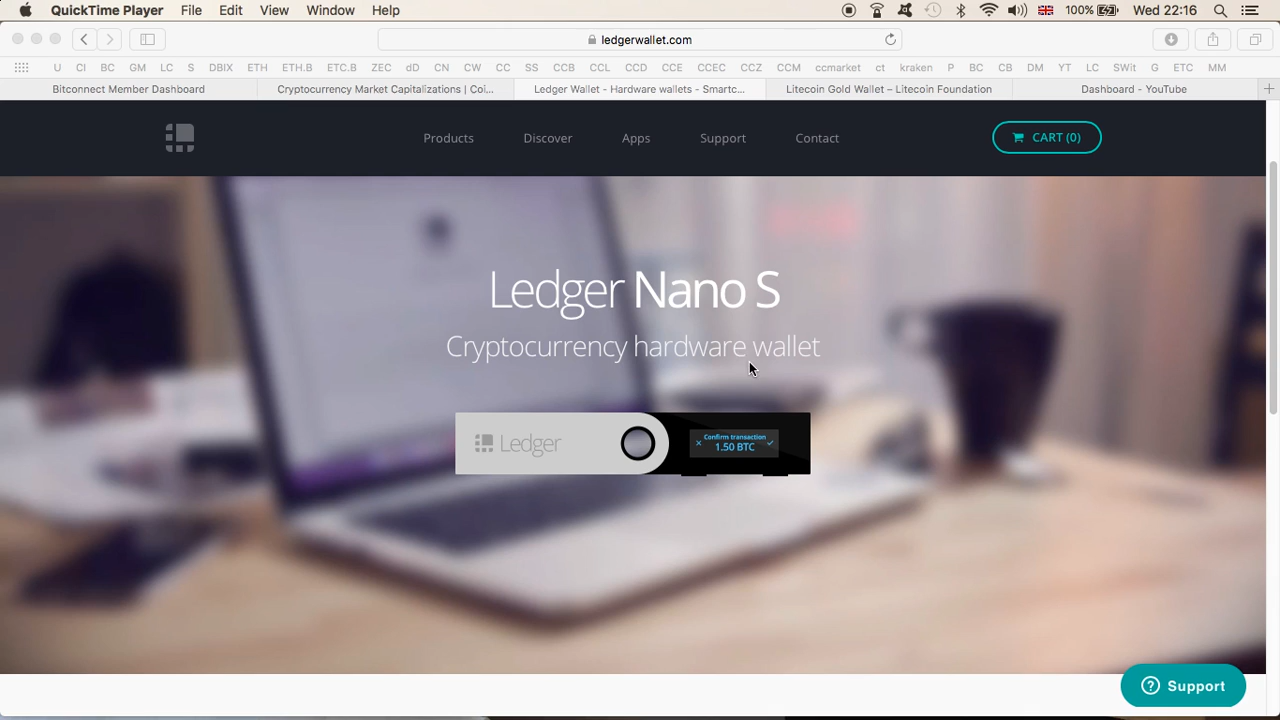 QuickTime Player File Edit View Window Help 100% Wed 22:16
ledgerwallet.com
U CI BC GM LC S DBIX ETH ETH.B ETC.B ZEC dD CN CW CC SS CCB CCL CCD CCE CCEC CCZ CCM ccmarket ct kraken P BC CB DM YT LC SWit G ETC MM
Bitconnect Member Dashboard Cryptocurrency Market Capitalizations | Coi... Ledger Wallet - Hardware wallets - Smartc... Litecoin Gold Wallet – Litecoin Foundation Dashboard - YouTube
Products Discover Apps Support Contact CART (0)
Ledger Nano S
Cryptocurrency hardware wallet
Ledger
Confirm transaction
1.50 BTC
Support